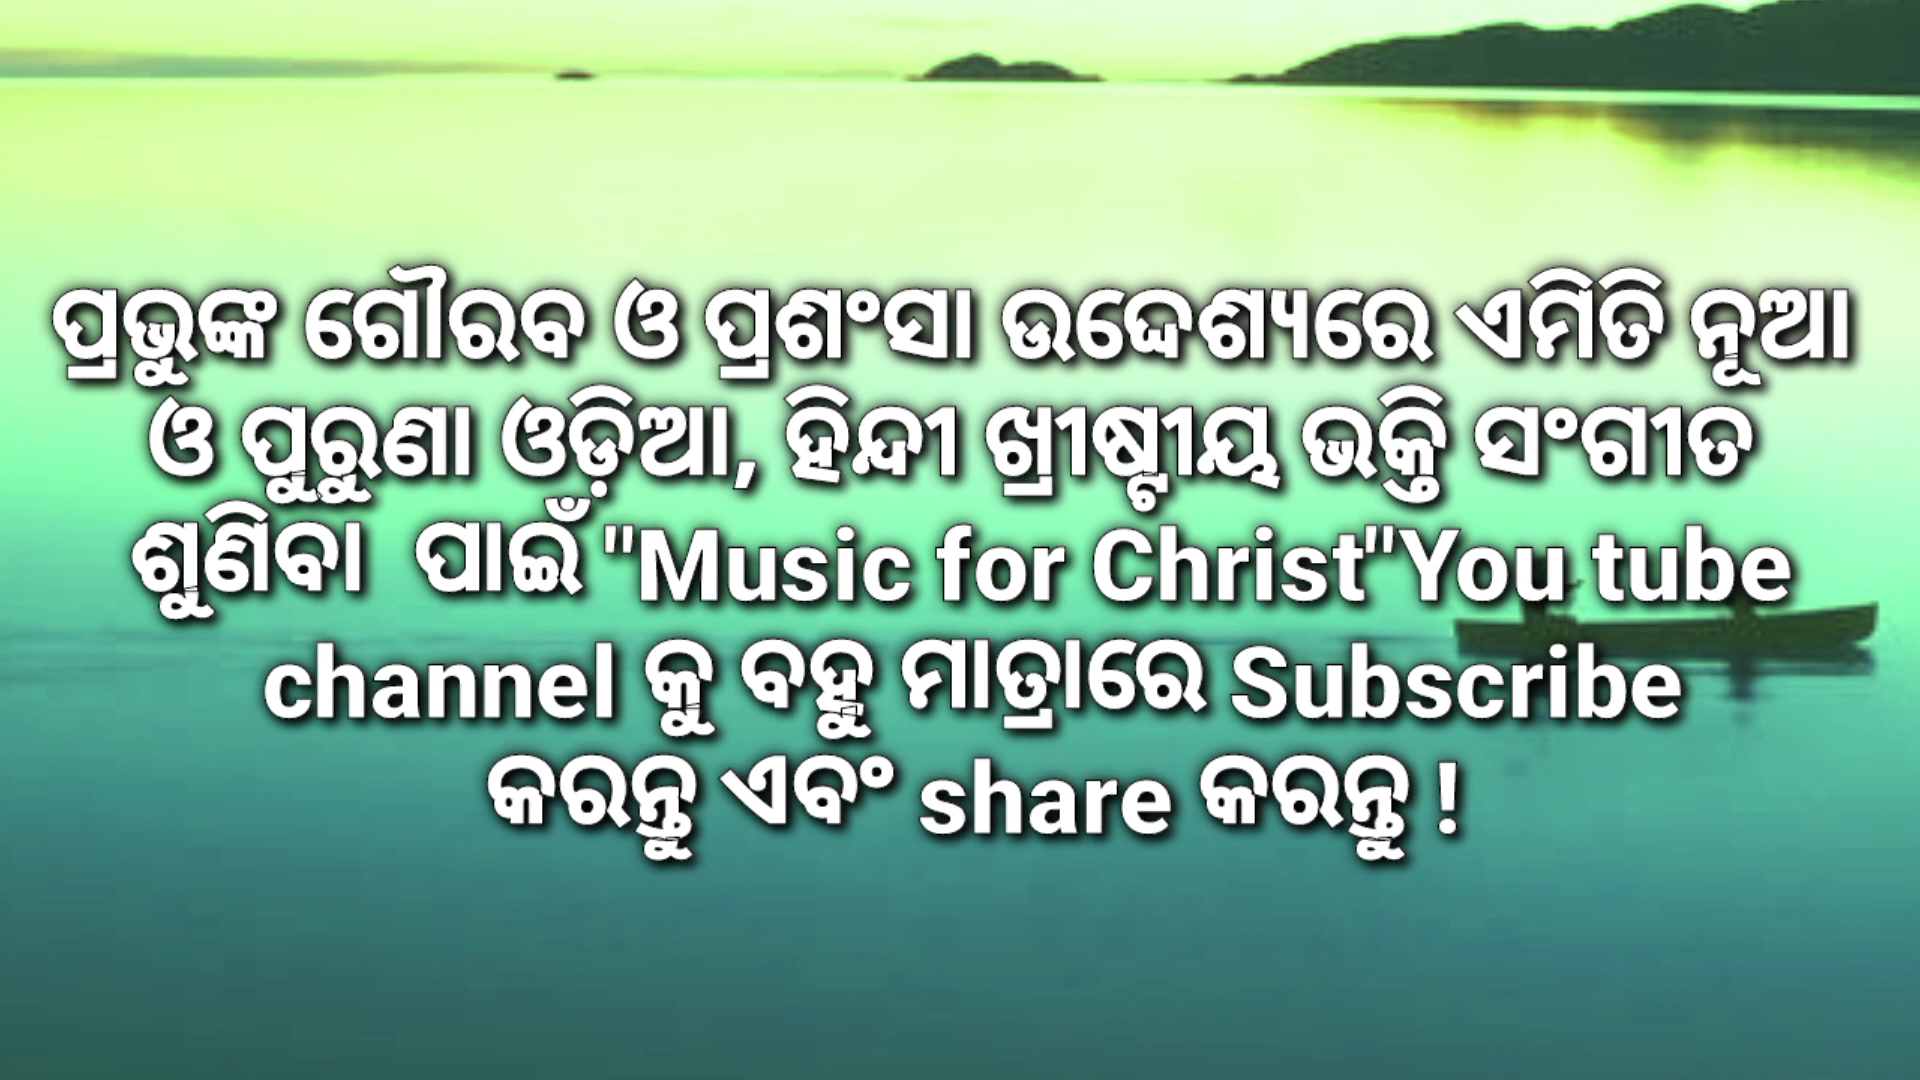 ପ୍ରଭୁଙ୍କ ଗୌରବ ଓ ପ୍ରଶଂସା ଉଦ୍ଦେଶ୍ୟରେ ଏମିତି ନୂଆ
ଓ ପୁରୁଣା ଓଡ଼ିଆ, ହିନ୍ଦୀ ଖ୍ରୀଷ୍ଟୀୟ ଭକ୍ତି ସଂଗୀତ
ଶୁଣିବା ପାଇଁ "Music for Christ"You tube
channel କୁ ବହୁ ମାତ୍ରାରେ Subscribe
କରନ୍ତୁ ଏବଂ share କରନ୍ତୁ !